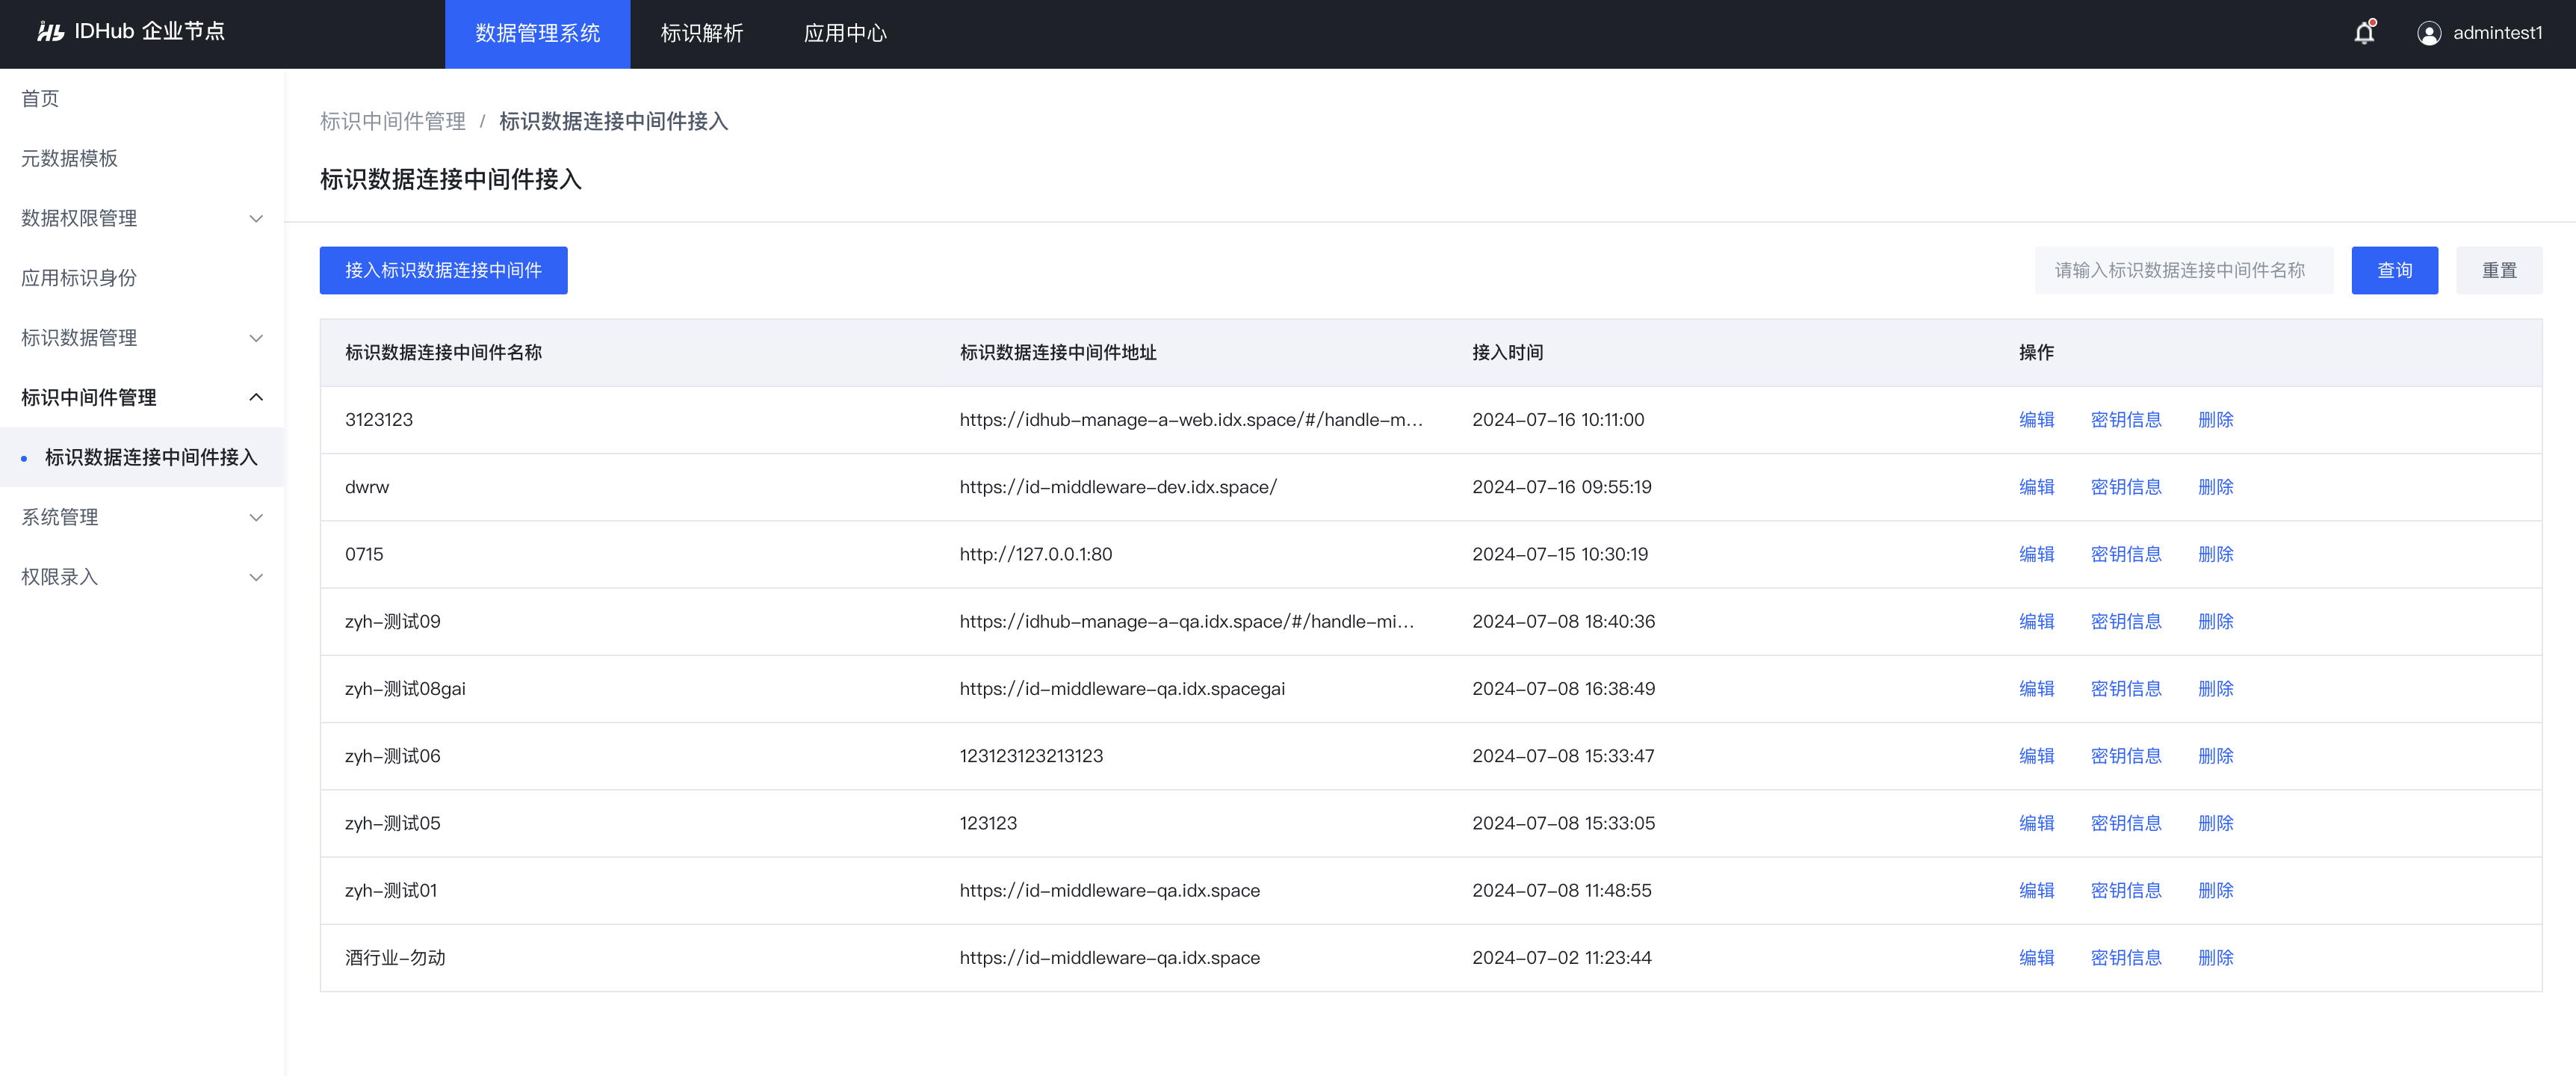 IDHub 企业节点 数据管理系统 标识解析 应用中心 admintest1
首页
元数据模板
数据权限管理
应用标识身份
标识数据管理
标识中间件管理
标识数据连接中间件接入
系统管理
权限录入
标识中间件管理 / 标识数据连接中间件接入
标识数据连接中间件接入
接入标识数据连接中间件 请输入标识数据连接中间件名称 查询 重置
标识数据连接中间件名称 标识数据连接中间件地址 接入时间 操作
3123123 https://idhub-manage-a-web.idx.space/#/handle-m... 2024-07-16 10:11:00 编辑 密钥信息 删除
dwrw https://id-middleware-dev.idx.space/ 2024-07-16 09:55:19 编辑 密钥信息 删除
0715 http://127.0.0.1:80 2024-07-15 10:30:19 编辑 密钥信息 删除
zyh-测试09 https://idhub-manage-a-qa.idx.space/#/handle-mi... 2024-07-08 18:40:36 编辑 密钥信息 删除
zyh-测试08gai https://id-middleware-qa.idx.spacegai 2024-07-08 16:38:49 编辑 密钥信息 删除
zyh-测试06 123123123213123 2024-07-08 15:33:47 编辑 密钥信息 删除
zyh-测试05 123123 2024-07-08 15:33:05 编辑 密钥信息 删除
zyh-测试01 https://id-middleware-qa.idx.space 2024-07-08 11:48:55 编辑 密钥信息 删除
酒行业-勿动 https://id-middleware-qa.idx.space 2024-07-02 11:23:44 编辑 密钥信息 删除